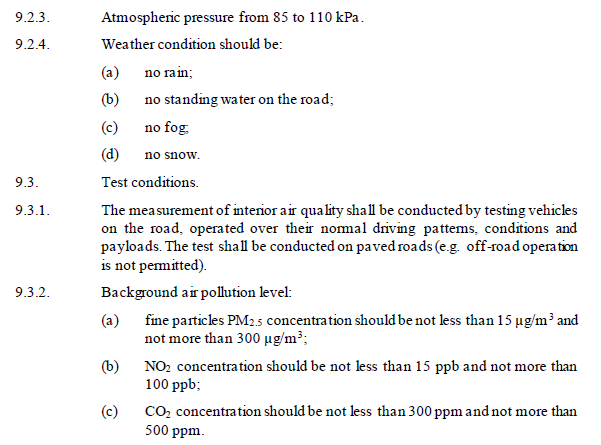 9.2.3. Atmospheric pressure from 85 to 110 kPa.
9.2.4. Weather condition should be:
(a) no rain;
(b) no standing water on the road;
(c) no fog;
(d) no snow.
9.3. Test conditions.
9.3.1. The measurement of interior air quality shall be conducted by testing vehicles
on the road, operated over their normal driving patterns, conditions and
payloads. The test shall be conducted on paved roads (e.g. off-road operation
is not permitted).
9.3.2. Background air pollution level:
(a) fine particles PM2.5 concentration should be not less than 15 µg/m³ and
not more than 300 µg/m³;
(b) NO₂ concentration should be not less than 15 ppb and not more than
100 ppb;
(c) CO₂ concentration should be not less than 300 ppm and not more than
500 ppm.